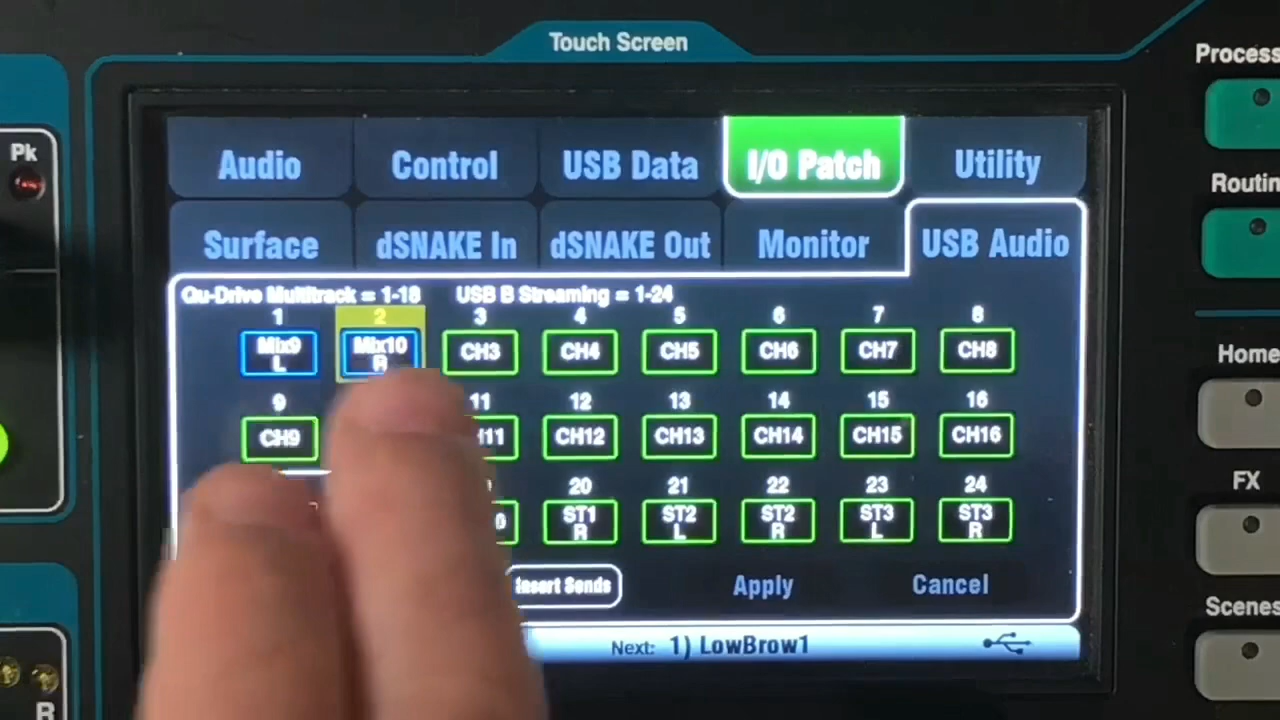 Touch Screen
Process
Pk
Audio Control USB Data I/O Patch Utility
Routin
Surface dSNAKE In dSNAKE Out Monitor USB Audio
Qu-Drive Multitrack = 1-18 USB B Streaming = 1-24
1 2 3 4 5 6 7 8
Mix9 L Mix10 R CH3 CH4 CH5 CH6 CH7 CH8
Home
9 11 12 13 14 15 16
CH9 H11 CH12 CH13 CH14 CH15 CH16
FX
20 21 22 23 24
ST1 R ST2 L ST2 R ST3 L ST3 R
Insert Sends Apply Cancel
Scenes
Next: 1) LowBrow1
R